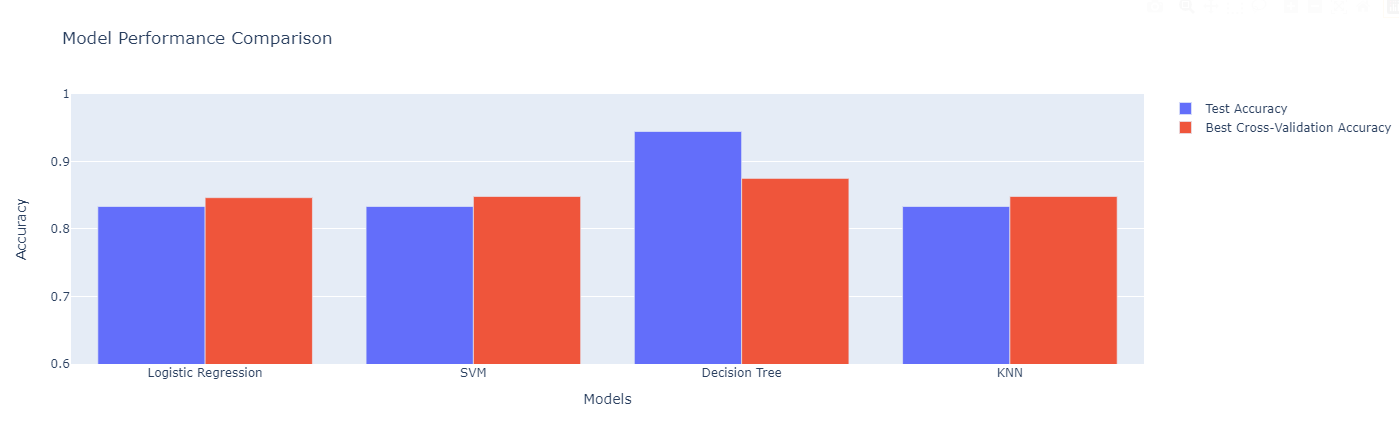 Model Performance Comparison
1
0.9
0.8
0.7
0.6
Accuracy
Logistic Regression
SVM
Decision Tree
KNN
Models
Test Accuracy
Best Cross-Validation Accuracy